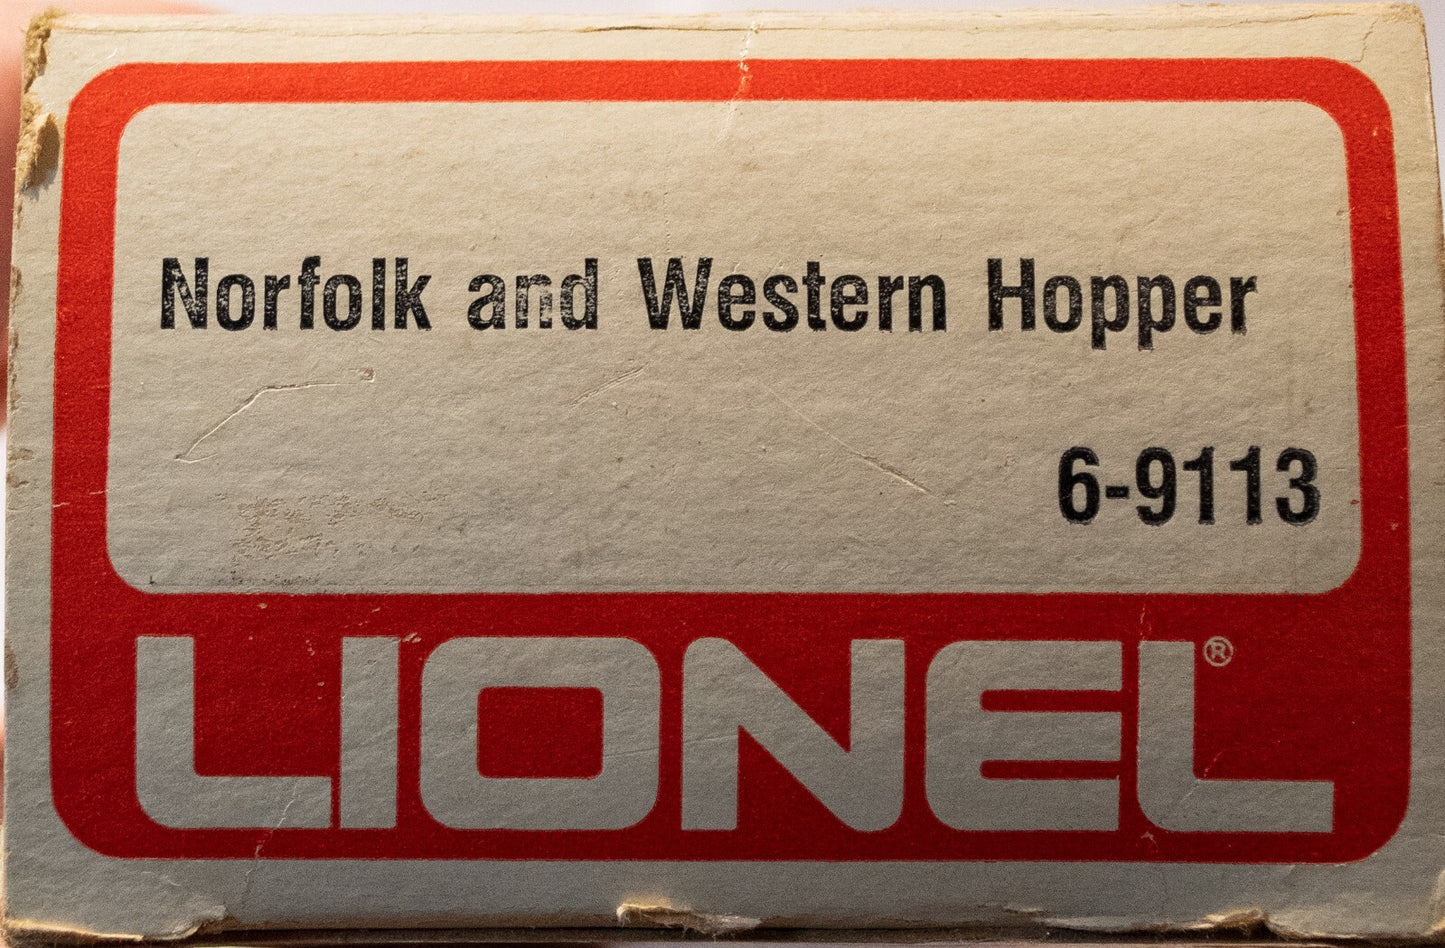 Norfolk and Western Hopper
6-9113
LIONEL®